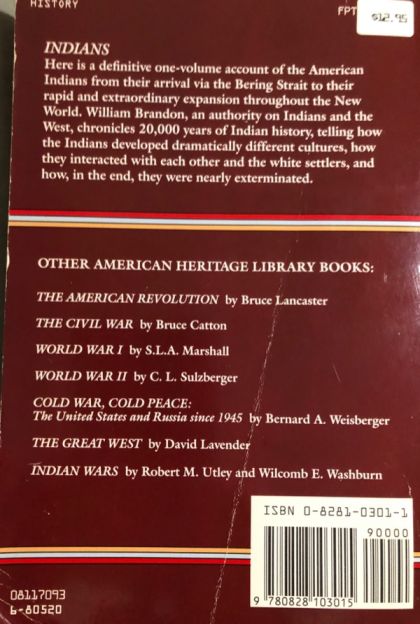 HISTORY
FPT
$12.95
INDIANS
Here is a definitive one-volume account of the American
Indians from their arrival via the Bering Strait to their
rapid and extraordinary expansion throughout the New
World. William Brandon, an authority on Indians and the
West, chronicles 20,000 years of Indian history, telling how
the Indians developed dramatically different cultures, how
they interacted with each other and the white settlers, and
how, in the end, they were nearly exterminated.
OTHER AMERICAN HERITAGE LIBRARY BOOKS:
THE AMERICAN REVOLUTION by Bruce Lancaster
THE CIVIL WAR by Bruce Catton
WORLD WAR I by S.L.A. Marshall
WORLD WAR II by C. L. Sulzberger
COLD WAR, COLD PEACE:
The United States and Russia since 1945 by Bernard A. Weisberger
THE GREAT WEST by David Lavender
INDIAN WARS by Robert M. Utley and Wilcomb E. Washburn
ISBN 0-8281-0301-1
90000
9 780828 103015
08117093
6-80520